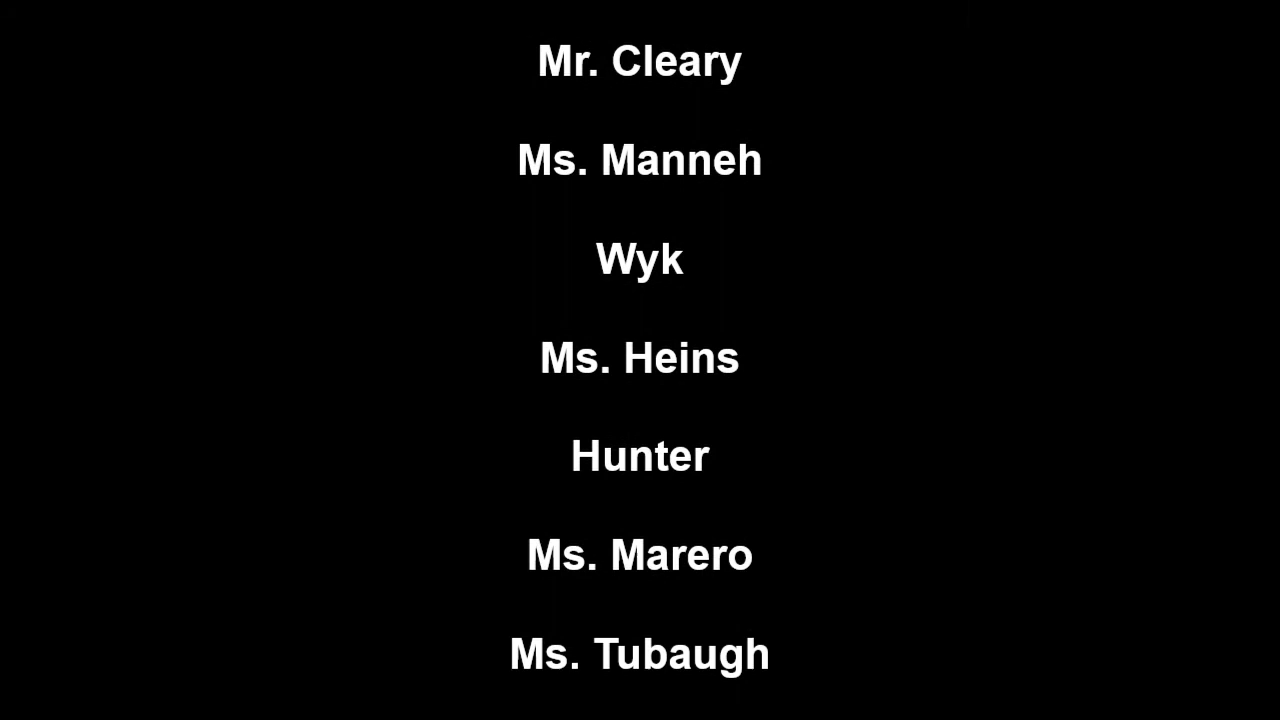 Mr. Cleary
Ms. Manneh
Wyk
Ms. Heins
Hunter
Ms. Marero
Ms. Tubaugh